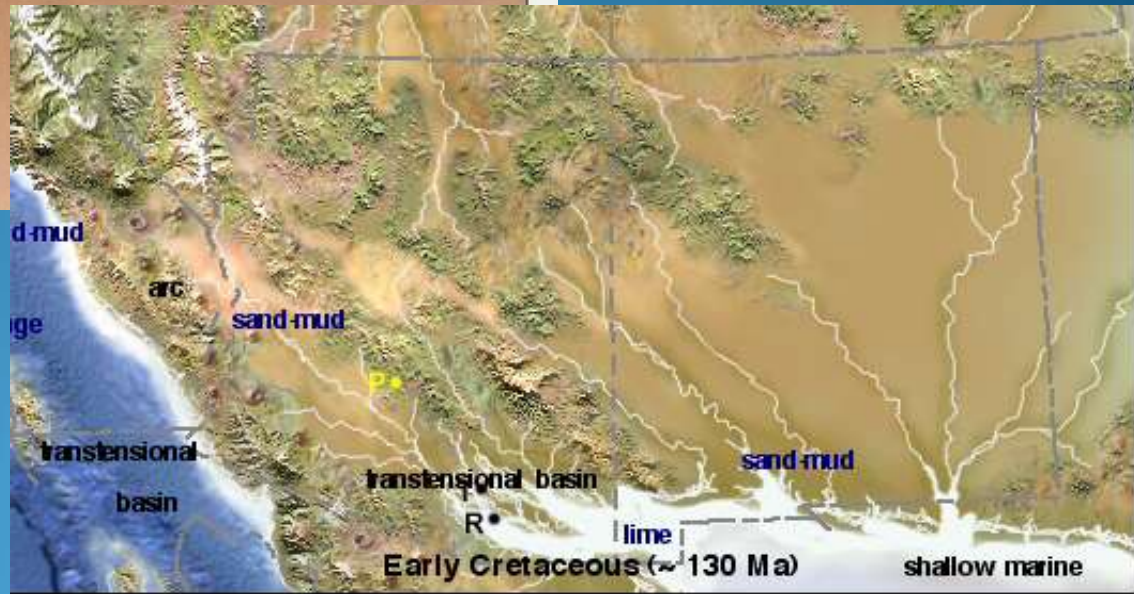 d-mud
arc
ge
sand-mud
P
transtensional
basin
transtensional basin
sand-mud
R
lime
Early Cretaceous (~ 130 Ma)
shallow marine